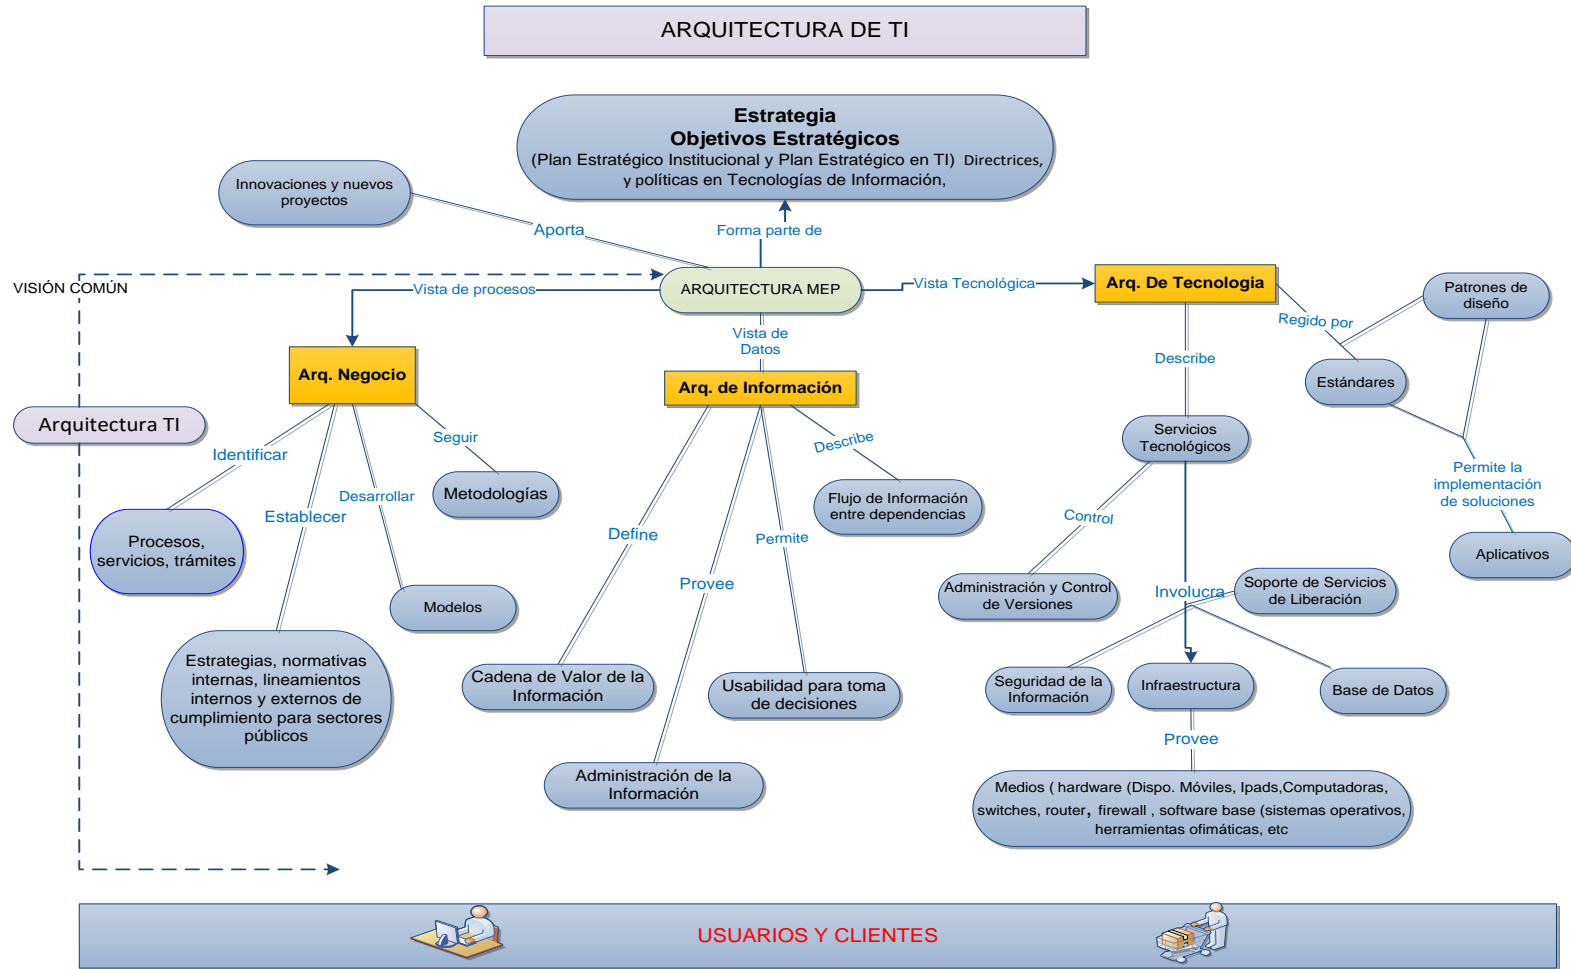 ARQUITECTURA DE TI
Estrategia
Objetivos Estratégicos
(Plan Estratégico Institucional y Plan Estratégico en TI) Directrices,
y políticas en Tecnologías de Información,
Innovaciones y nuevos
proyectos
Aporta
Forma parte de
VISIÓN COMÚN
Vista de procesos
ARQUITECTURA MEP
Vista Tecnológica
Arq. De Tecnologia
Patrones de
diseño
Regido por
Vista de
Datos
Describe
Arq. Negocio
Arq. de Información
Estándares
Arquitectura TI
Identificar
Seguir
Describe
Servicios
Tecnológicos
Metodologías
Desarrollar
Establecer
Flujo de Información
entre dependencias
Permite la
implementación
de soluciones
Control
Procesos,
servicios, trámites
Define
Permite
Aplicativos
Provee
Modelos
Administración y Control
de Versiones
Involucra
Soporte de Servicios
de Liberación
Estrategias, normativas
internas, lineamientos
internos y externos de
cumplimiento para sectores
públicos
Cadena de Valor de la
Información
Usabilidad para toma
de decisiones
Seguridad de la
Información
Infraestructura
Base de Datos
Provee
Administración de la
Información
Medios ( hardware (Dispo. Móviles, Ipads,Computadoras,
switches, router, firewall , software base (sistemas operativos,
herramientas ofimáticas, etc
USUARIOS Y CLIENTES